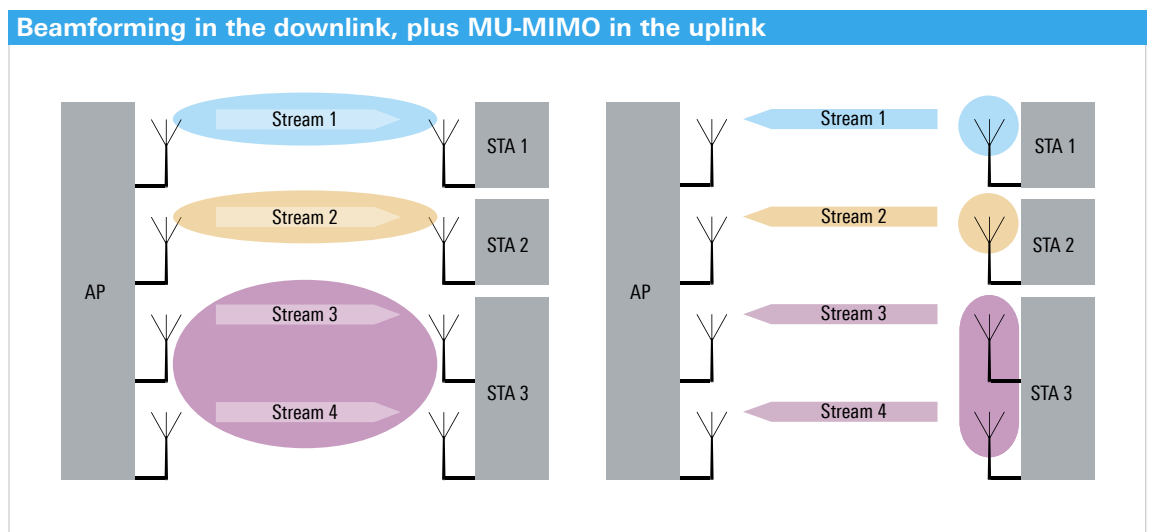 Beamforming in the downlink, plus MU-MIMO in the uplink
AP
Stream 1
STA 1
Stream 2
STA 2
Stream 3
Stream 4
STA 3
AP
Stream 1
STA 1
Stream 2
STA 2
Stream 3
Stream 4
STA 3